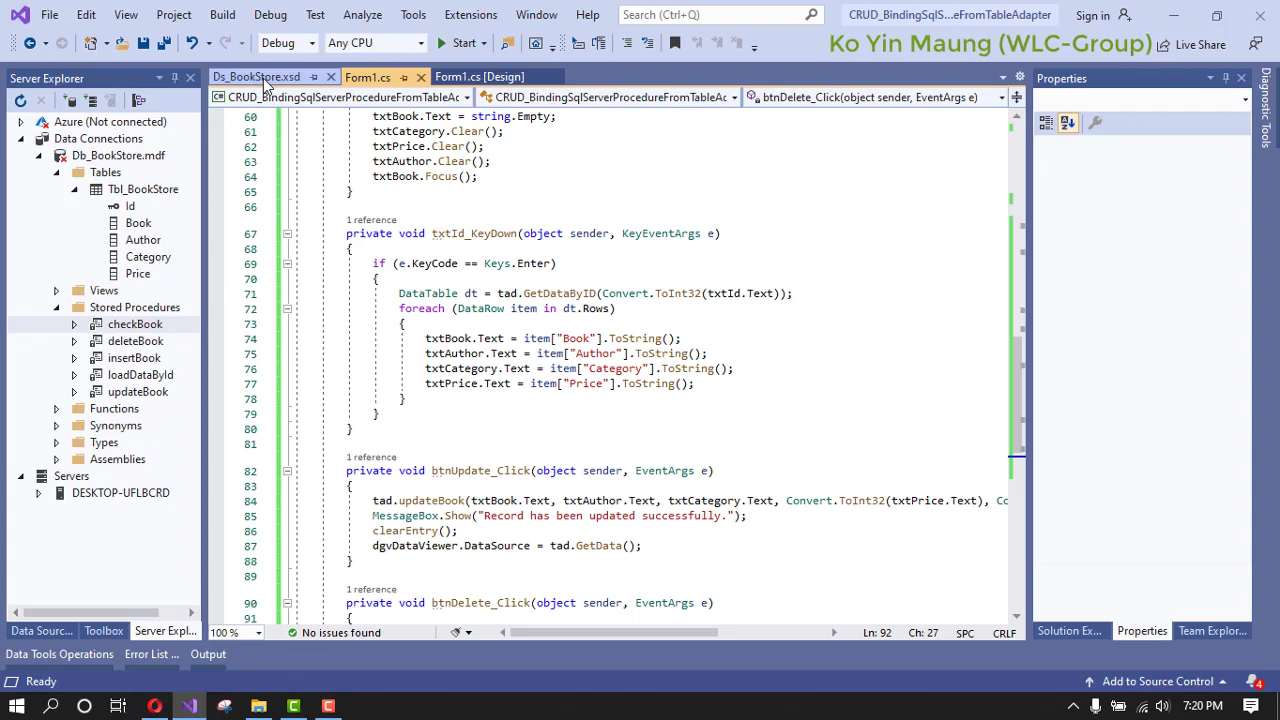 File Edit View Project Build Debug Test Analyze Tools Extensions Window Help Search (Ctrl+Q) CRUD_BindingSqlS...eFromTableAdapter Sign in
Debug Any CPU Start Live Share
Ko Yin Maung (WLC-Group)
Server Explorer
Ds_BookStore.xsd Form1.cs Form1.cs [Design]
Properties
CRUD_BindingSqlServerProcedureFromTableAc CRUD_BindingSqlServerProcedureFromTableAc btnDelete_Click(object sender, EventArgs e)
Azure (Not connected)
Data Connections
Db_BookStore.mdf
Tables
Tbl_BookStore
Id
Book
Author
Category
Price
Views
Stored Procedures
checkBook
deleteBook
insertBook
loadDataById
updateBook
Functions
Synonyms
Types
Assemblies
Servers
DESKTOP-UFLBCRD
60 txtBook.Text = string.Empty;
61 txtCategory.Clear();
62 txtPrice.Clear();
63 txtAuthor.Clear();
64 txtBook.Focus();
65 }
66
1 reference
67 private void txtId_KeyDown(object sender, KeyEventArgs e)
68 {
69 if (e.KeyCode == Keys.Enter)
70 {
71 DataTable dt = tad.GetDataByID(Convert.ToInt32(txtId.Text));
72 foreach (DataRow item in dt.Rows)
73 {
74 txtBook.Text = item["Book"].ToString();
75 txtAuthor.Text = item["Author"].ToString();
76 txtCategory.Text = item["Category"].ToString();
77 txtPrice.Text = item["Price"].ToString();
78 }
79 }
80 }
81
1 reference
82 private void btnUpdate_Click(object sender, EventArgs e)
83 {
84 tad.updateBook(txtBook.Text, txtAuthor.Text, txtCategory.Text, Convert.ToInt32(txtPrice.Text), Co
85 MessageBox.Show("Record has been updated successfully.");
86 clearEntry();
87 dgvDataViewer.DataSource = tad.GetData();
88 }
89
1 reference
90 private void btnDelete_Click(object sender, EventArgs e)
91 {
Diagnostic Tools
Data Sourc... Toolbox Server Expl...
100 % No issues found Ln: 92 Ch: 27 SPC CRLF
Solution Ex... Properties Team Explor...
Data Tools Operations Error List ... Output
Ready Add to Source Control 4
7:20 PM